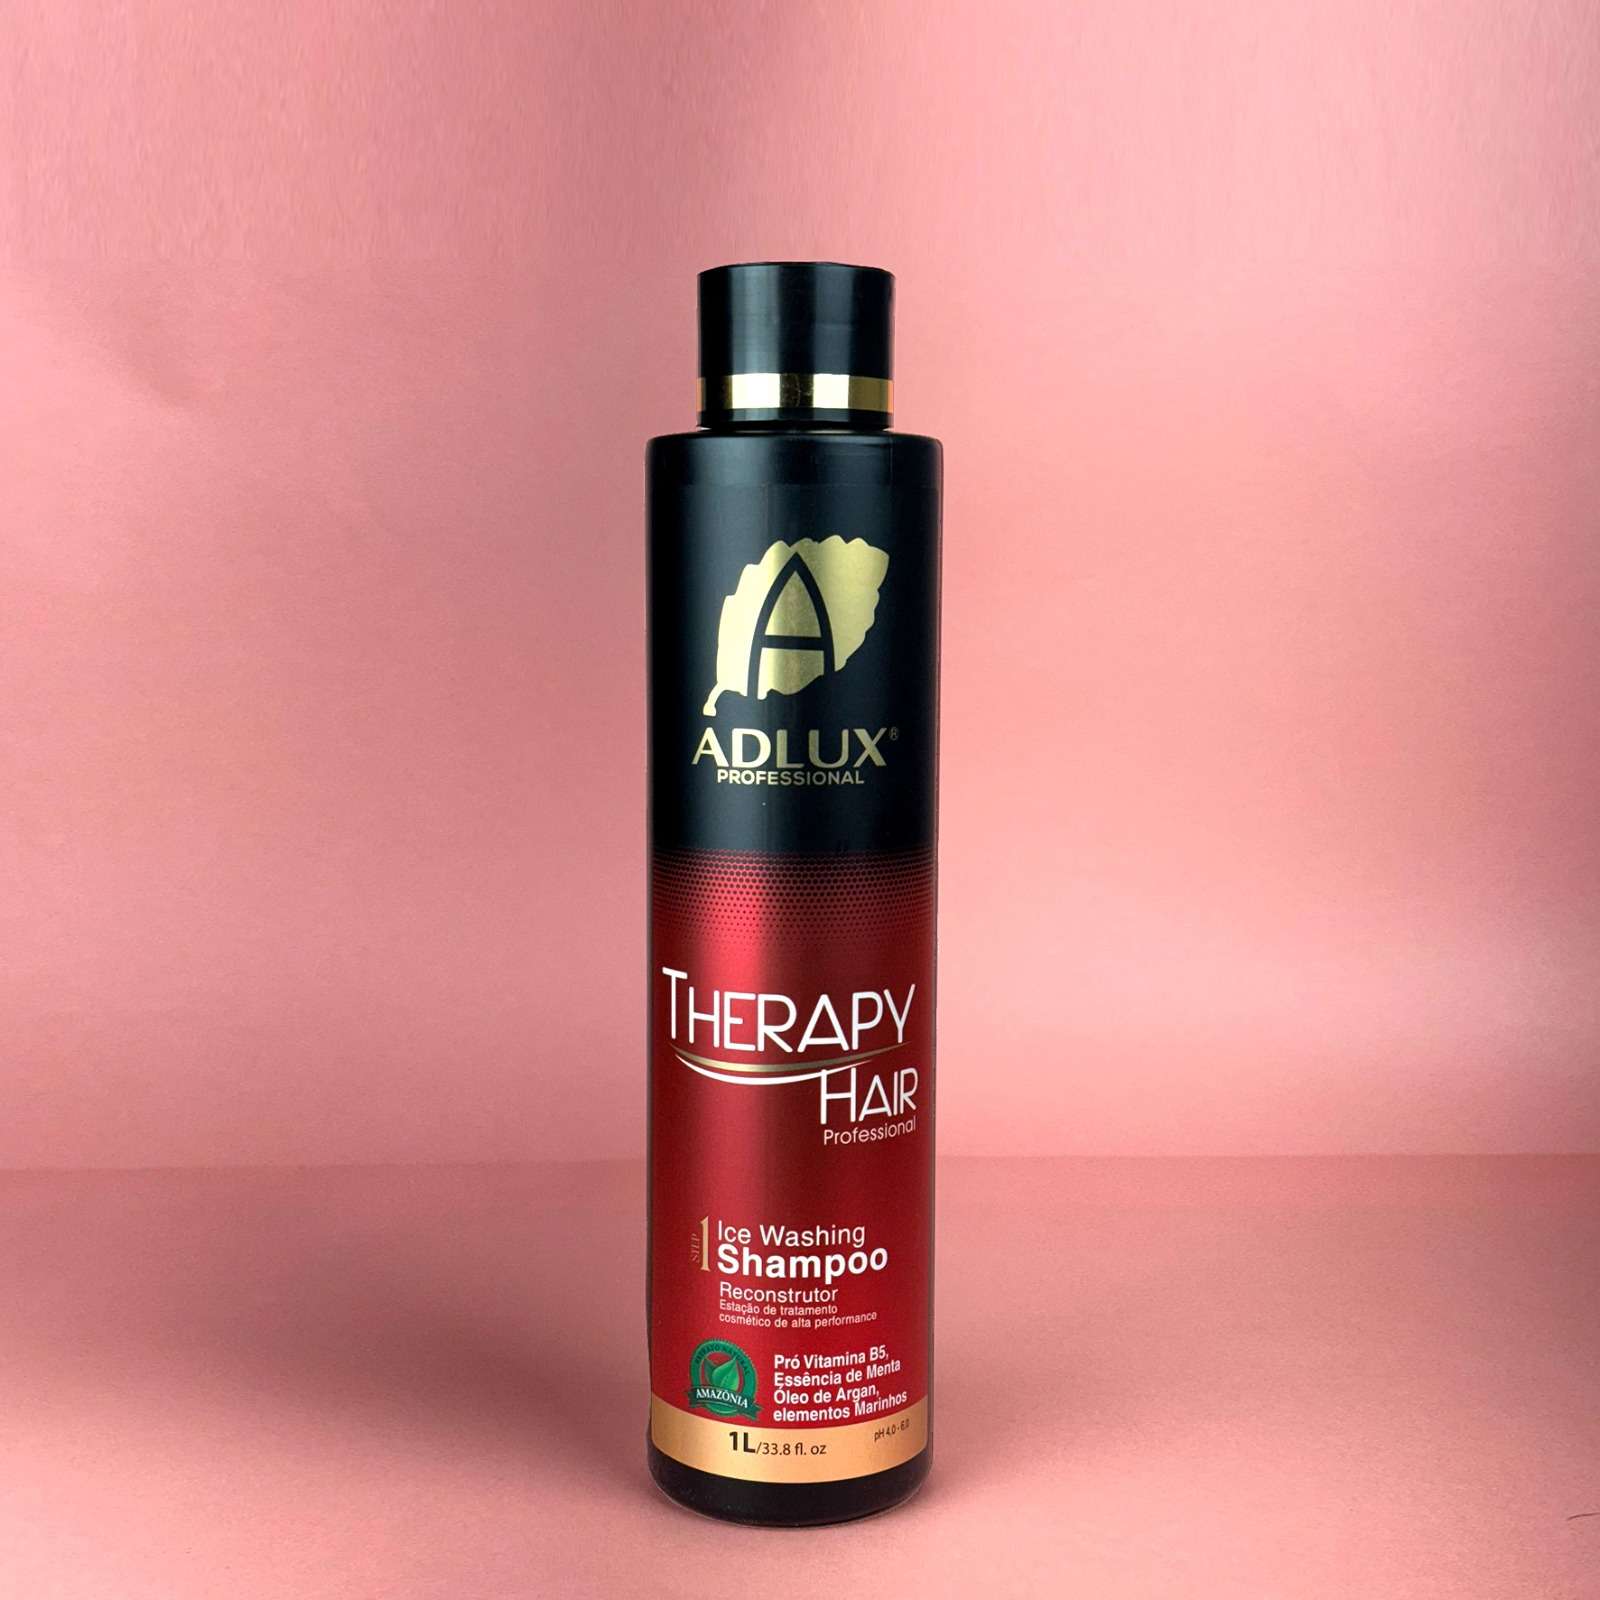 A
ADLUX®
PROFESSIONAL
THERAPY
HAIR
Professional
STEP 1
Ice Washing
Shampoo
Reconstrutor
Estação de tratamento
cosmético de alta performance
EXTRATO NATURAL
AMAZÔNIA
Pró Vitamina B5,
Essência de Menta
Óleo de Argan,
elementos Marinhos
1L/33.8 fl. oz
pH 4,0 - 6,0